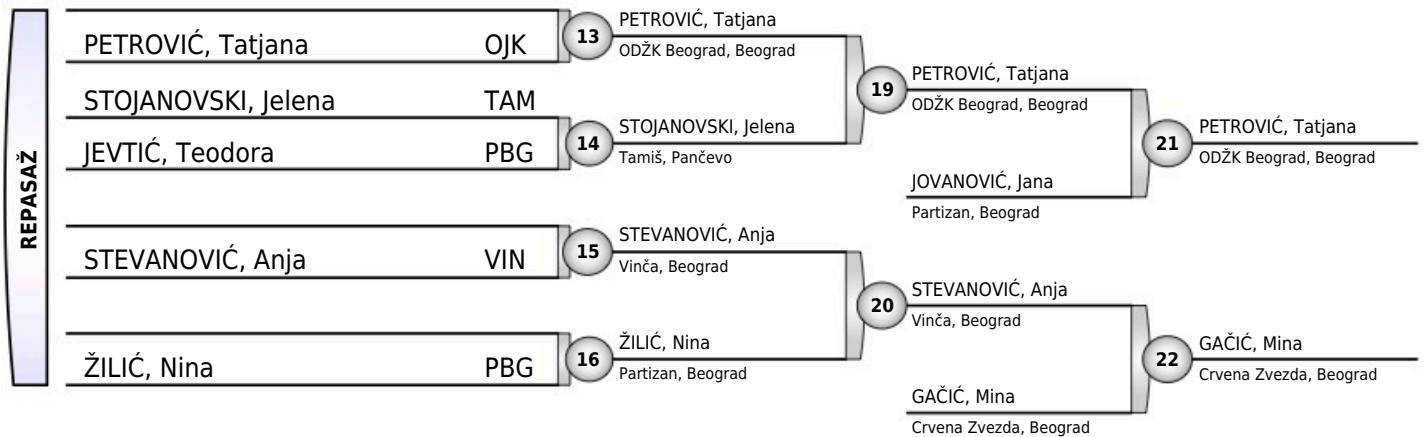 REPASAŽ
PETROVIĆ, Tatjana OJK
STOJANOVSKI, Jelena TAM
JEVTIĆ, Teodora PBG
STEVANOVIĆ, Anja VIN
ŽILIĆ, Nina PBG
13
PETROVIĆ, Tatjana
ODŽK Beograd, Beograd
14
STOJANOVSKI, Jelena
Tamiš, Pančevo
15
STEVANOVIĆ, Anja
Vinča, Beograd
16
ŽILIĆ, Nina
Partizan, Beograd
19
PETROVIĆ, Tatjana
ODŽK Beograd, Beograd
JOVANOVIĆ, Jana
Partizan, Beograd
20
STEVANOVIĆ, Anja
Vinča, Beograd
GAČIĆ, Mina
Crvena Zvezda, Beograd
21
PETROVIĆ, Tatjana
ODŽK Beograd, Beograd
22
GAČIĆ, Mina
Crvena Zvezda, Beograd